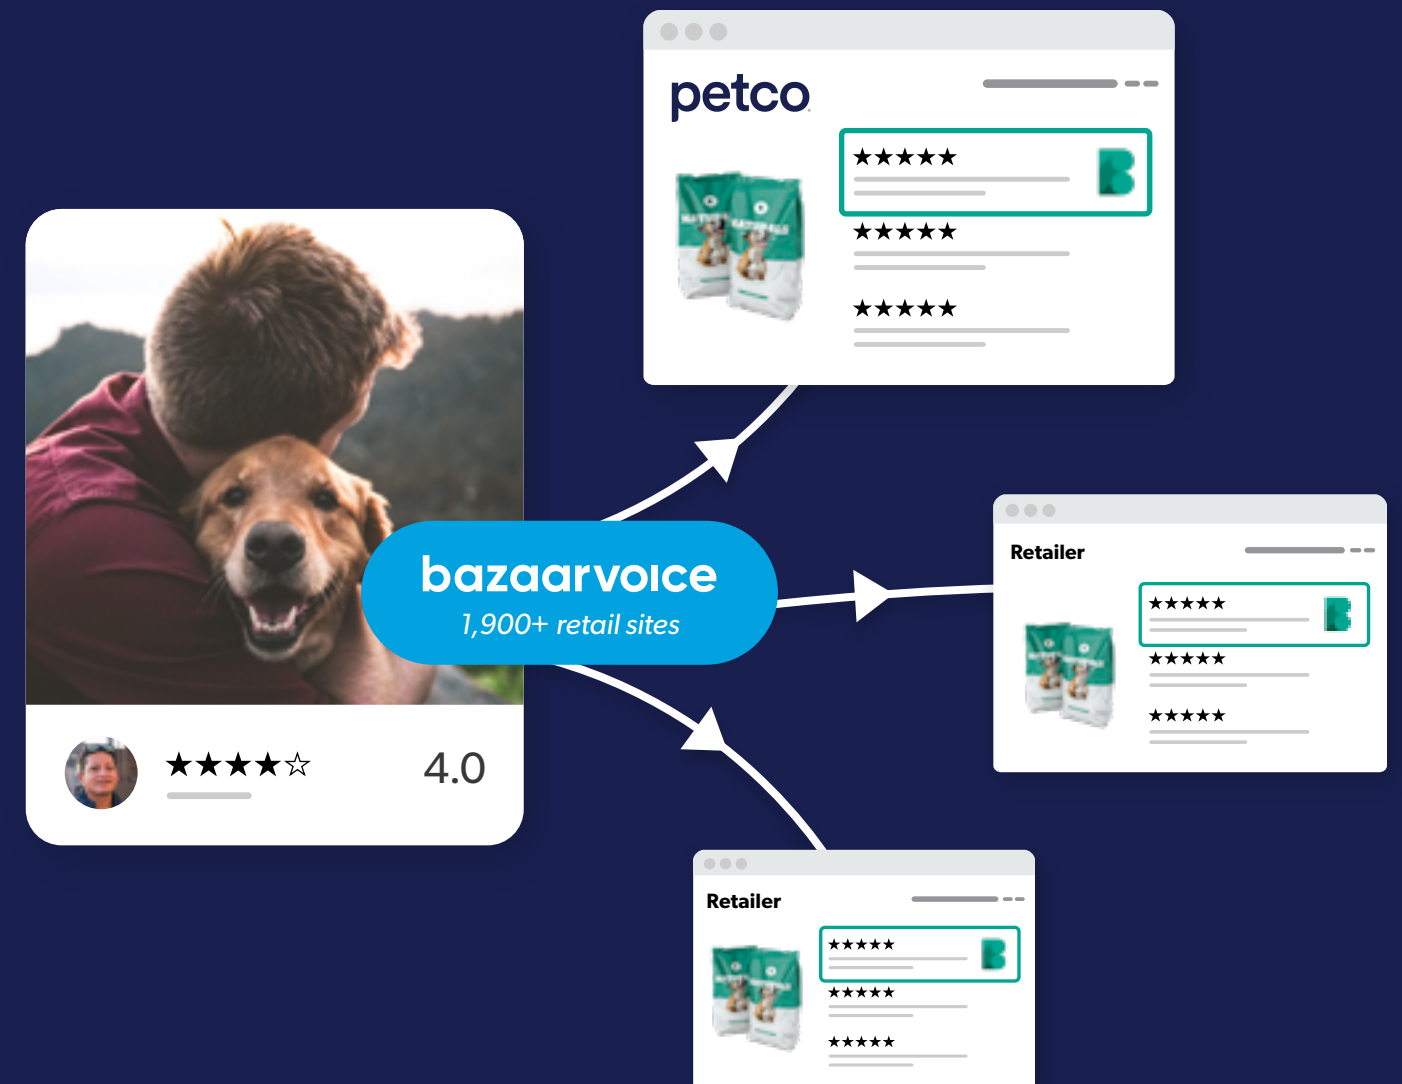 petco
bazaarvoice
1,900+ retail sites
4.0
Retailer
Retailer